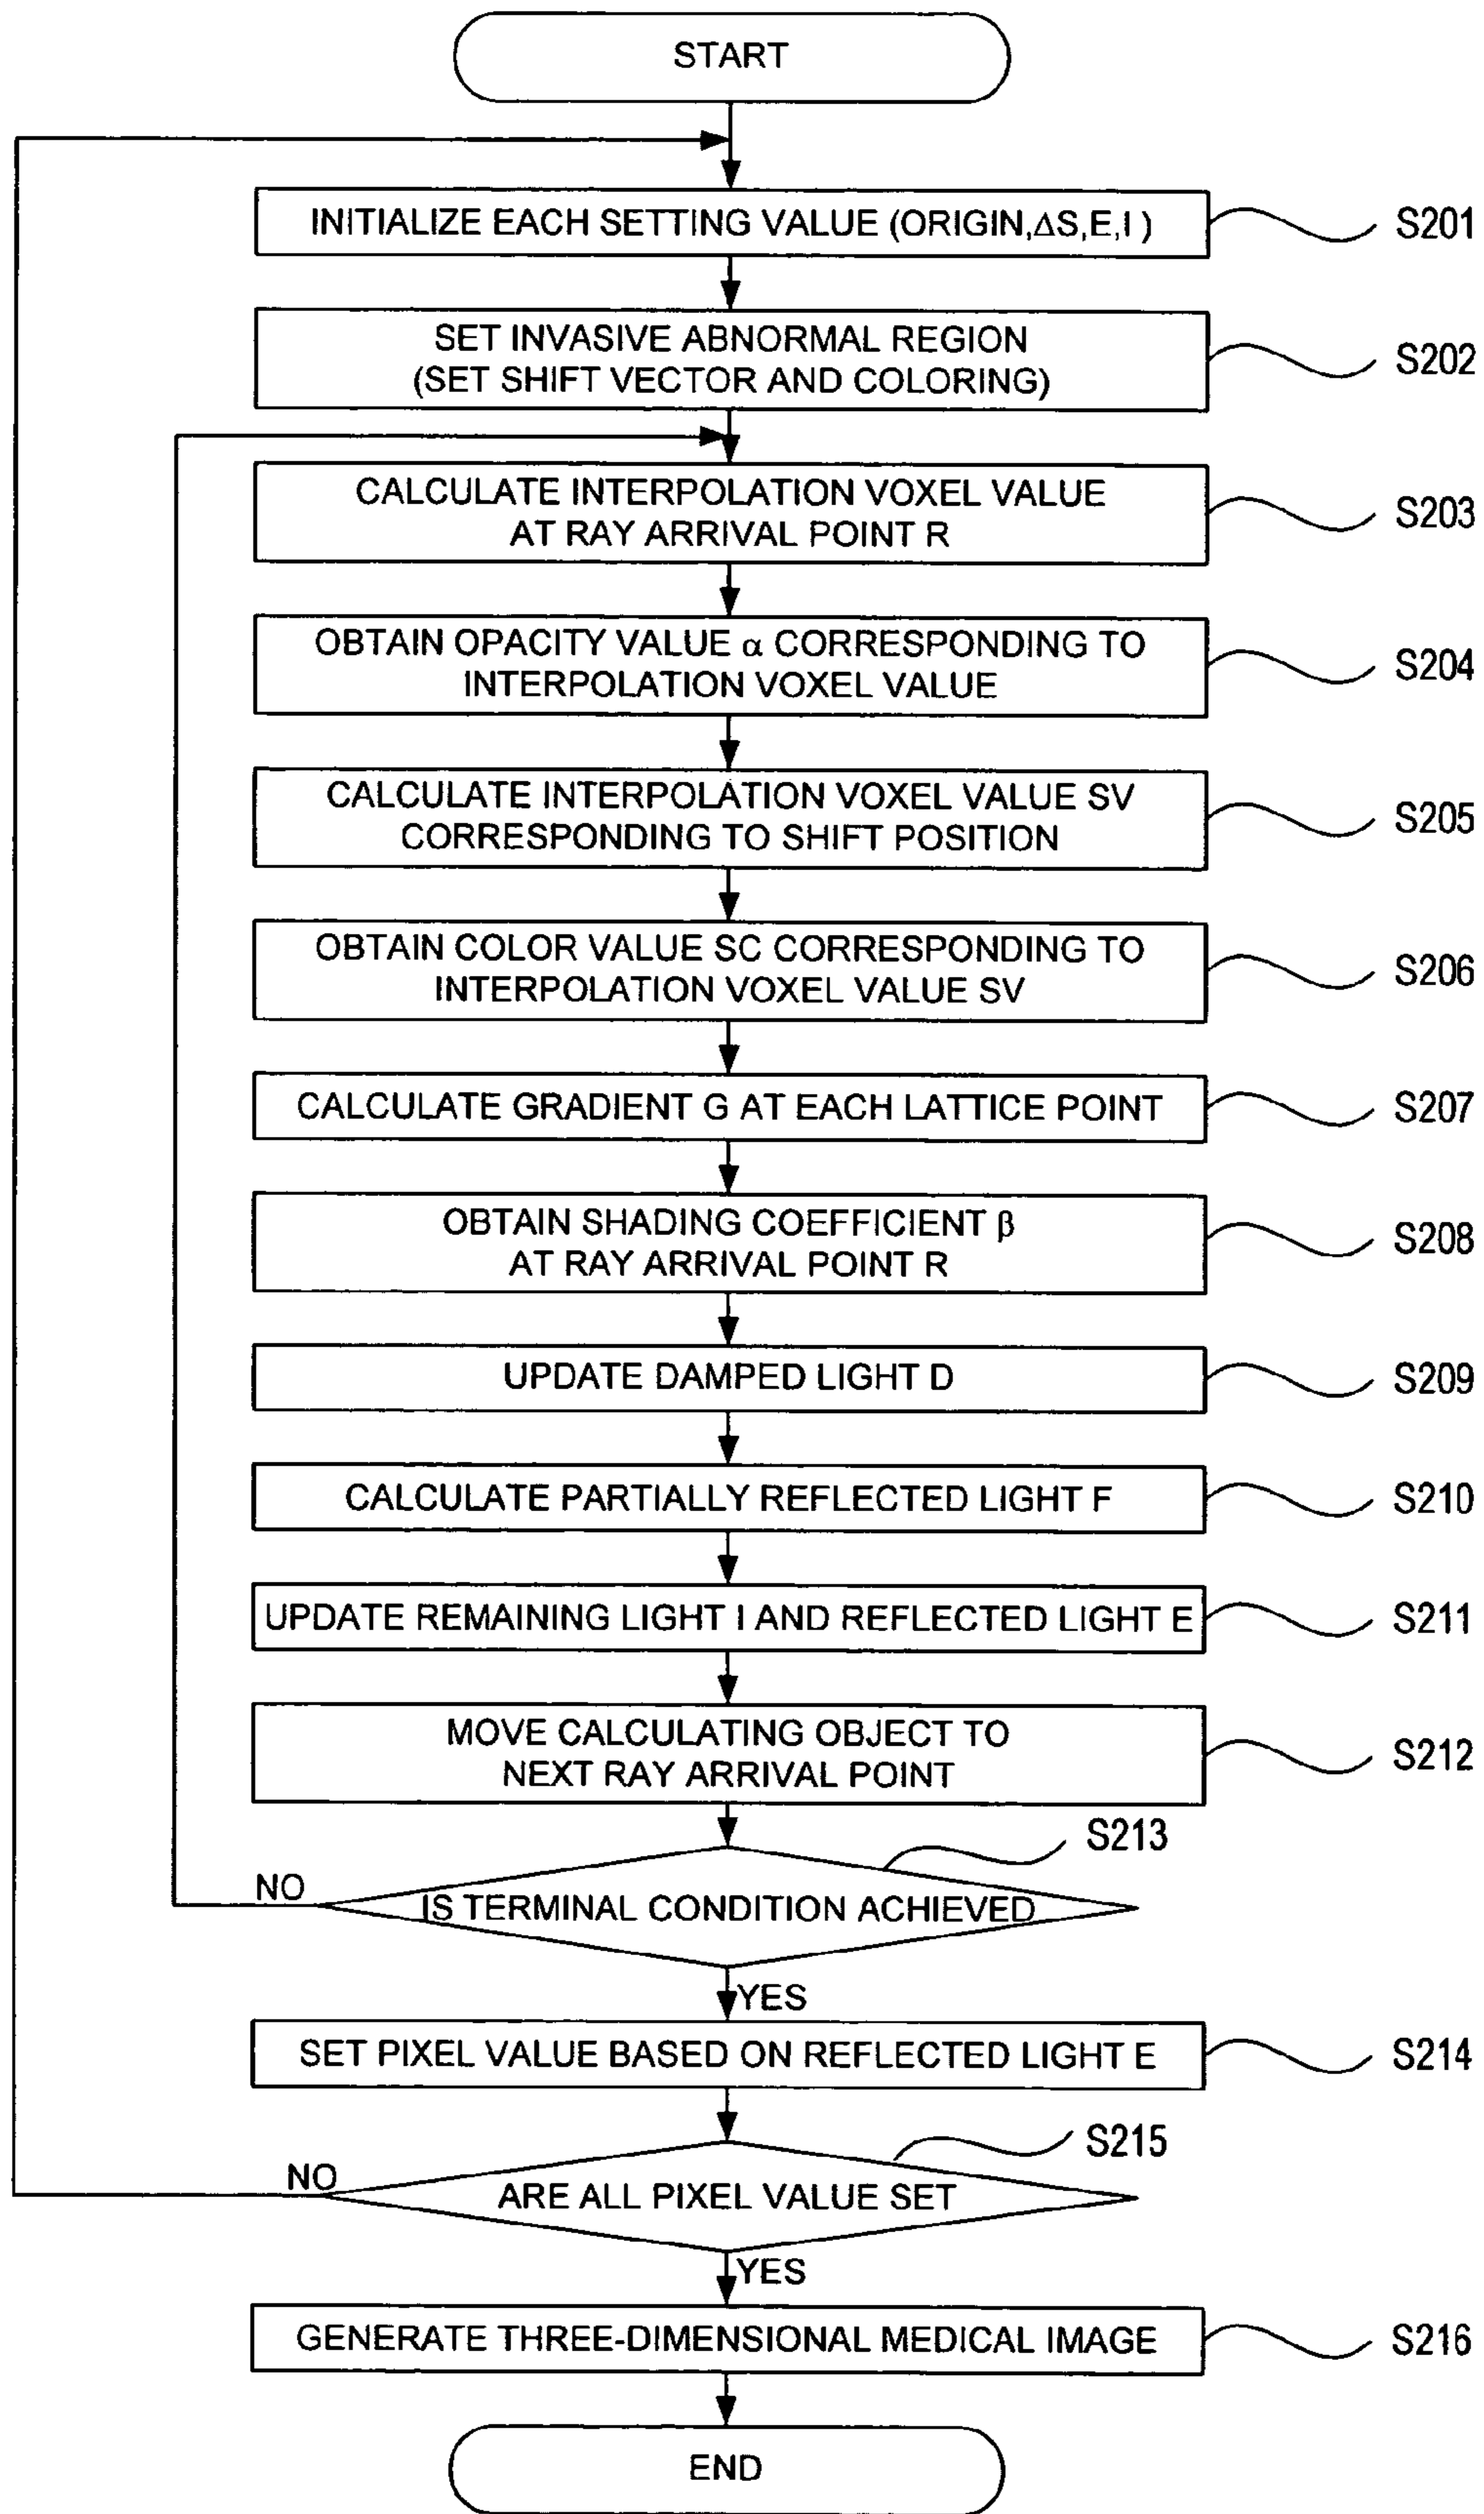 START
INITIALIZE EACH SETTING VALUE (ORIGIN,ΔS,E,I )
S201
SET INVASIVE ABNORMAL REGION
(SET SHIFT VECTOR AND COLORING)
S202
CALCULATE INTERPOLATION VOXEL VALUE
AT RAY ARRIVAL POINT R
S203
OBTAIN OPACITY VALUE α CORRESPONDING TO
INTERPOLATION VOXEL VALUE
S204
CALCULATE INTERPOLATION VOXEL VALUE SV
CORRESPONDING TO SHIFT POSITION
S205
OBTAIN COLOR VALUE SC CORRESPONDING TO
INTERPOLATION VOXEL VALUE SV
S206
CALCULATE GRADIENT G AT EACH LATTICE POINT
S207
OBTAIN SHADING COEFFICIENT β
AT RAY ARRIVAL POINT R
S208
UPDATE DAMPED LIGHT D
S209
CALCULATE PARTIALLY REFLECTED LIGHT F
S210
UPDATE REMAINING LIGHT I AND REFLECTED LIGHT E
S211
MOVE CALCULATING OBJECT TO
NEXT RAY ARRIVAL POINT
S212
S213
NO
IS TERMINAL CONDITION ACHIEVED
YES
SET PIXEL VALUE BASED ON REFLECTED LIGHT E
S214
S215
NO
ARE ALL PIXEL VALUE SET
YES
GENERATE THREE-DIMENSIONAL MEDICAL IMAGE
S216
END